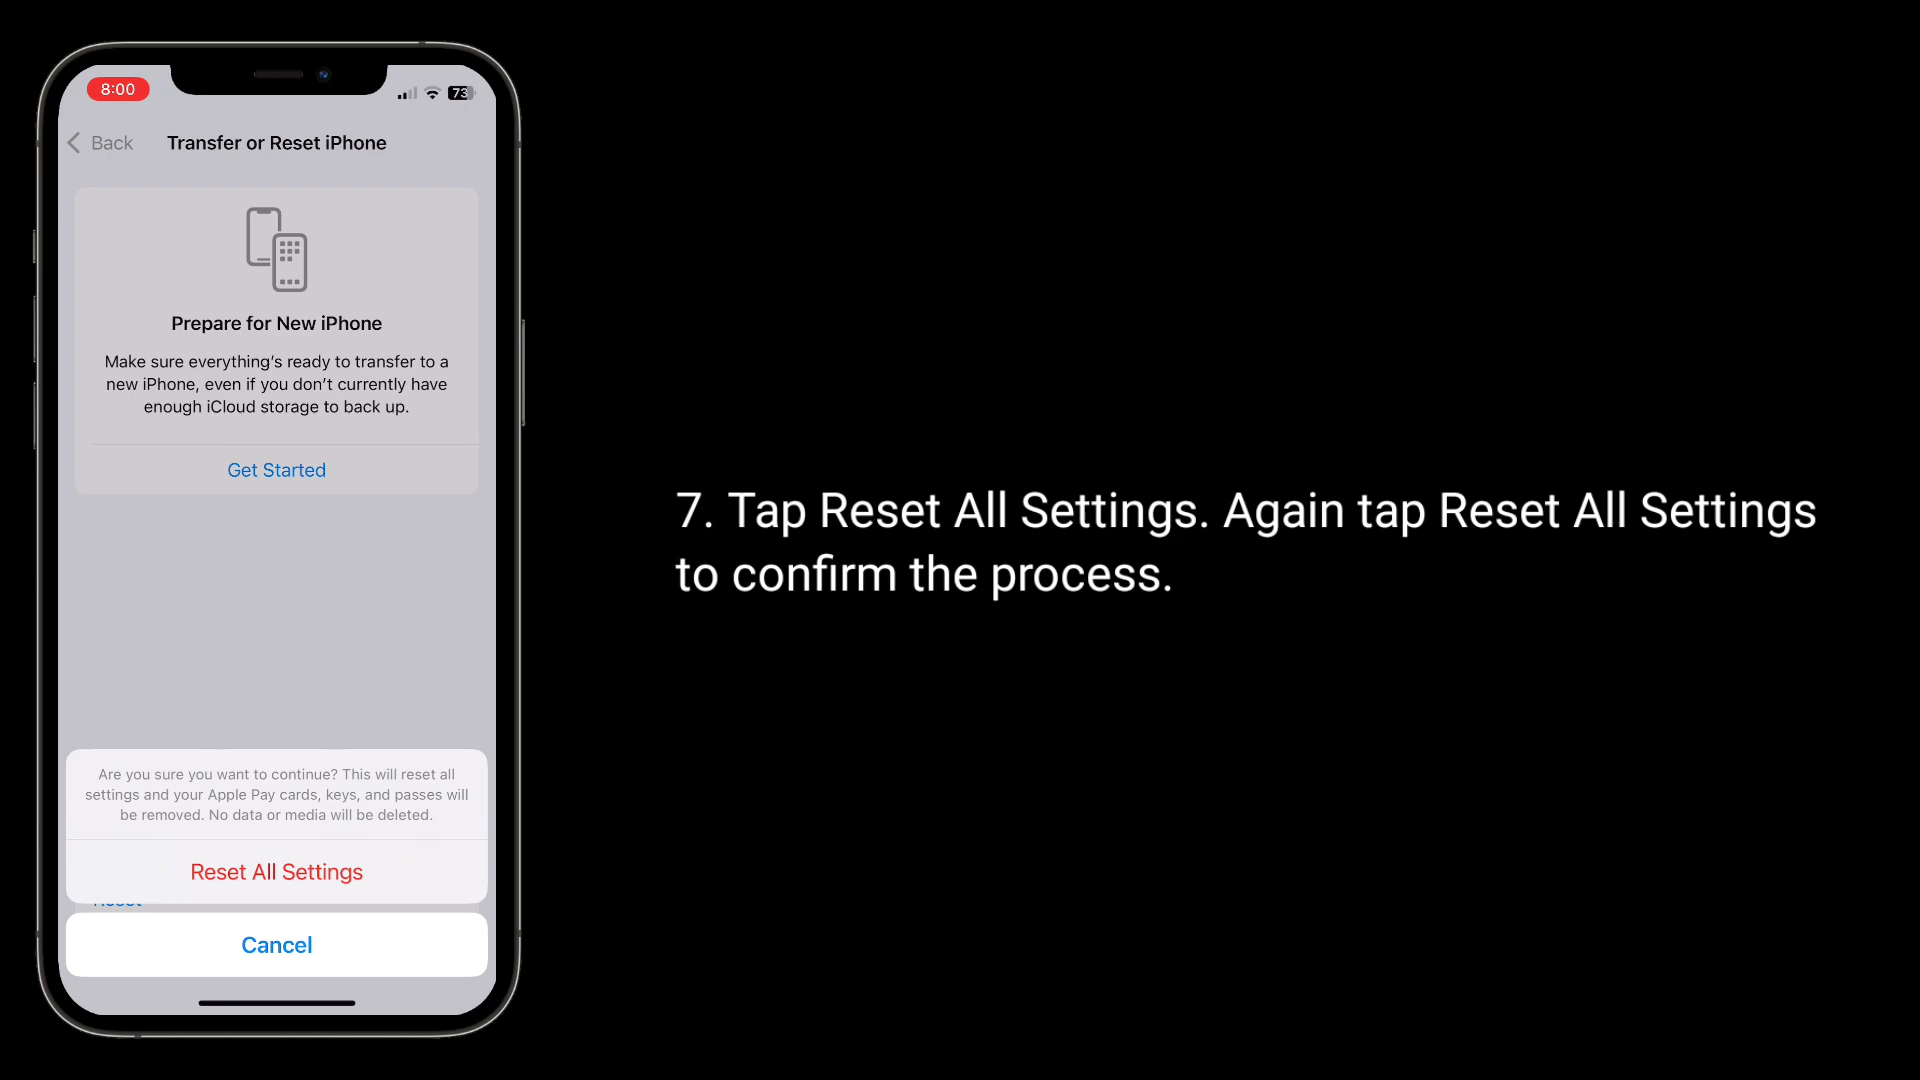 8:00
73
Back
Transfer or Reset iPhone
Prepare for New iPhone
Make sure everything’s ready to transfer to a
new iPhone, even if you don’t currently have
enough iCloud storage to back up.
Get Started
Are you sure you want to continue? This will reset all
settings and your Apple Pay cards, keys, and passes will
be removed. No data or media will be deleted.
Reset All Settings
Reset
Cancel
7. Tap Reset All Settings. Again tap Reset All Settings
to confirm the process.